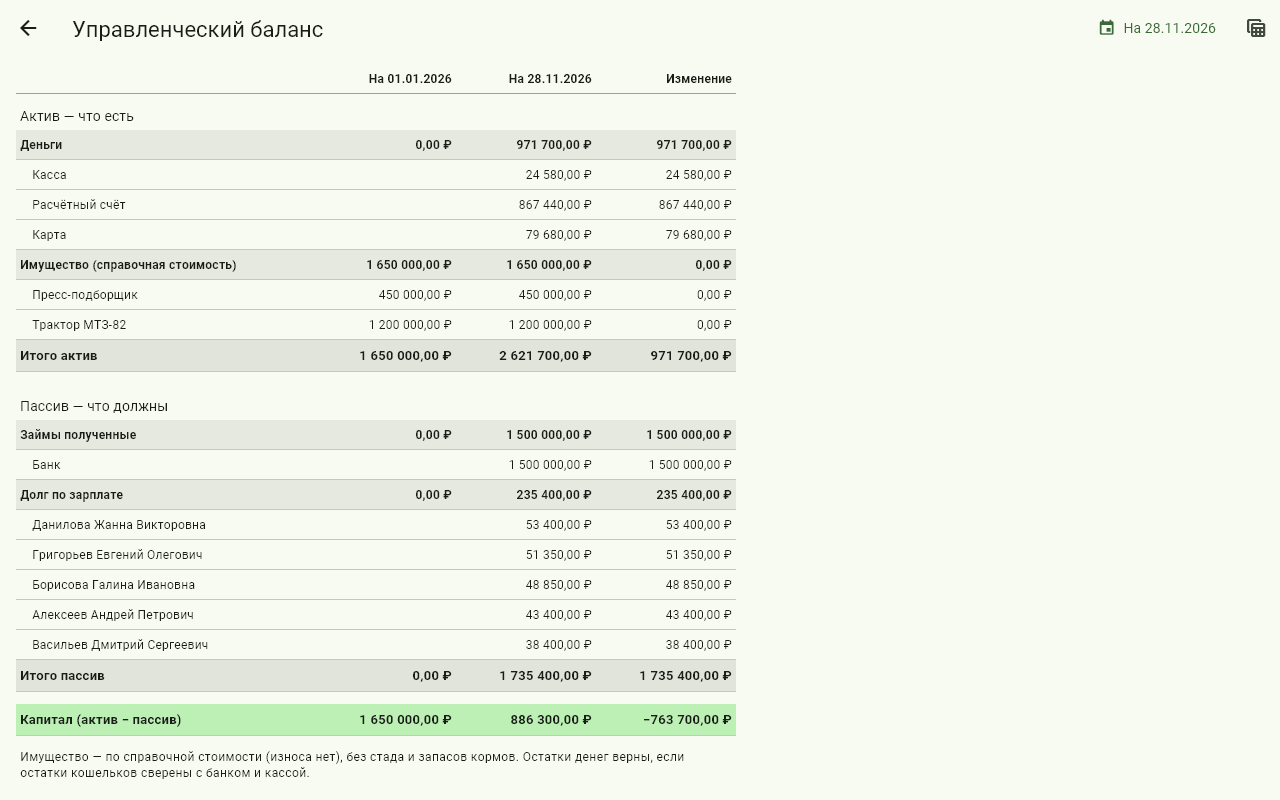 Управленческий баланс
На 28.11.2026
На 01.01.2026 На 28.11.2026 Изменение
Актив — что есть
Деньги 0,00 ₽ 971 700,00 ₽ 971 700,00 ₽
Касса 24 580,00 ₽ 24 580,00 ₽
Расчётный счёт 867 440,00 ₽ 867 440,00 ₽
Карта 79 680,00 ₽ 79 680,00 ₽
Имущество (справочная стоимость) 1 650 000,00 ₽ 1 650 000,00 ₽ 0,00 ₽
Пресс-подборщик 450 000,00 ₽ 450 000,00 ₽ 0,00 ₽
Трактор МТЗ-82 1 200 000,00 ₽ 1 200 000,00 ₽ 0,00 ₽
Итого актив 1 650 000,00 ₽ 2 621 700,00 ₽ 971 700,00 ₽
Пассив — что должны
Займы полученные 0,00 ₽ 1 500 000,00 ₽ 1 500 000,00 ₽
Банк 1 500 000,00 ₽ 1 500 000,00 ₽
Долг по зарплате 0,00 ₽ 235 400,00 ₽ 235 400,00 ₽
Данилова Жанна Викторовна 53 400,00 ₽ 53 400,00 ₽
Григорьев Евгений Олегович 51 350,00 ₽ 51 350,00 ₽
Борисова Галина Ивановна 48 850,00 ₽ 48 850,00 ₽
Алексеев Андрей Петрович 43 400,00 ₽ 43 400,00 ₽
Васильев Дмитрий Сергеевич 38 400,00 ₽ 38 400,00 ₽
Итого пассив 0,00 ₽ 1 735 400,00 ₽ 1 735 400,00 ₽
Капитал (актив − пассив) 1 650 000,00 ₽ 886 300,00 ₽ −763 700,00 ₽
Имущество — по справочной стоимости (износа нет), без стада и запасов кормов. Остатки денег верны, если
остатки кошельков сверены с банком и кассой.